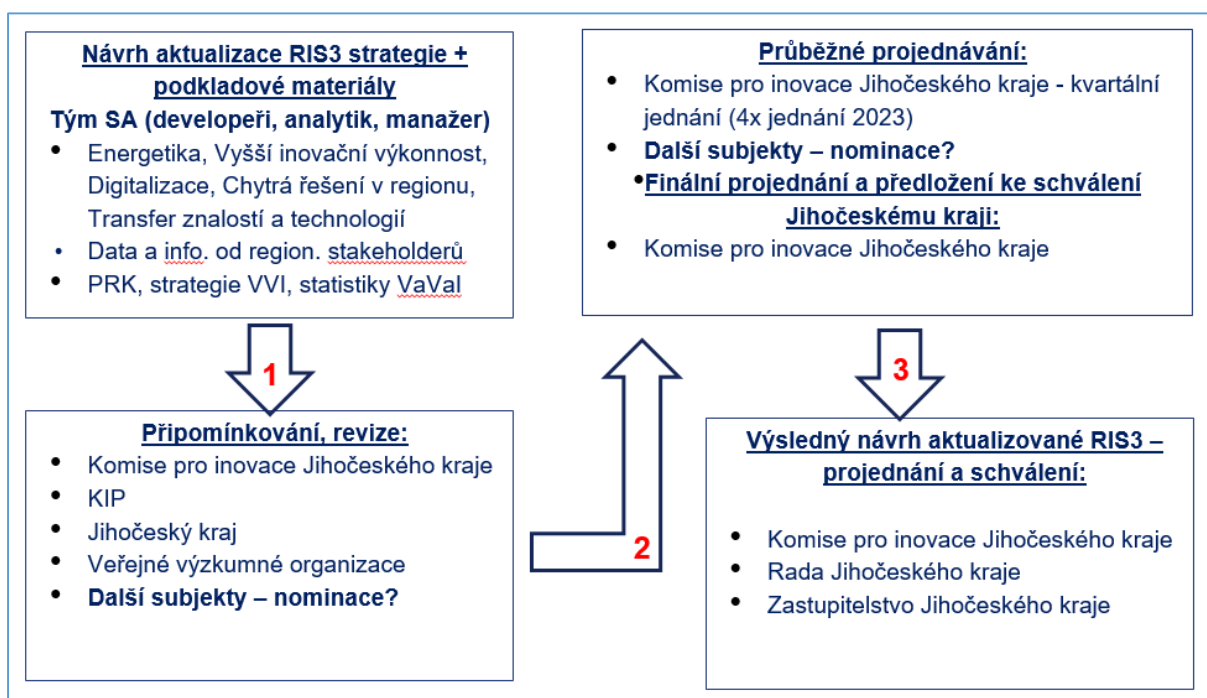 Návrh aktualizace RIS3 strategie +
podkladové materiály
Tým SA (developeři, analytik, manažer)
• Energetika, Vyšší inovační výkonnost,
Digitalizace, Chytrá řešení v regionu,
Transfer znalostí a technologií
• Data a info. od region. stakeholderů
• PRK, strategie VVI, statistiky VaVaI
1
Připomínkování, revize:
• Komise pro inovace Jihočeského kraje
• KIP
• Jihočeský kraj
• Veřejné výzkumné organizace
• Další subjekty – nominace?
2
Průběžné projednávání:
• Komise pro inovace Jihočeského kraje - kvartální
jednání (4x jednání 2023)
• Další subjekty – nominace?
•Finální projednání a předložení ke schválení
Jihočeskému kraji:
• Komise pro inovace Jihočeského kraje
3
Výsledný návrh aktualizované RIS3 –
projednání a schválení:
• Komise pro inovace Jihočeského kraje
• Rada Jihočeského kraje
• Zastupitelstvo Jihočeského kraje